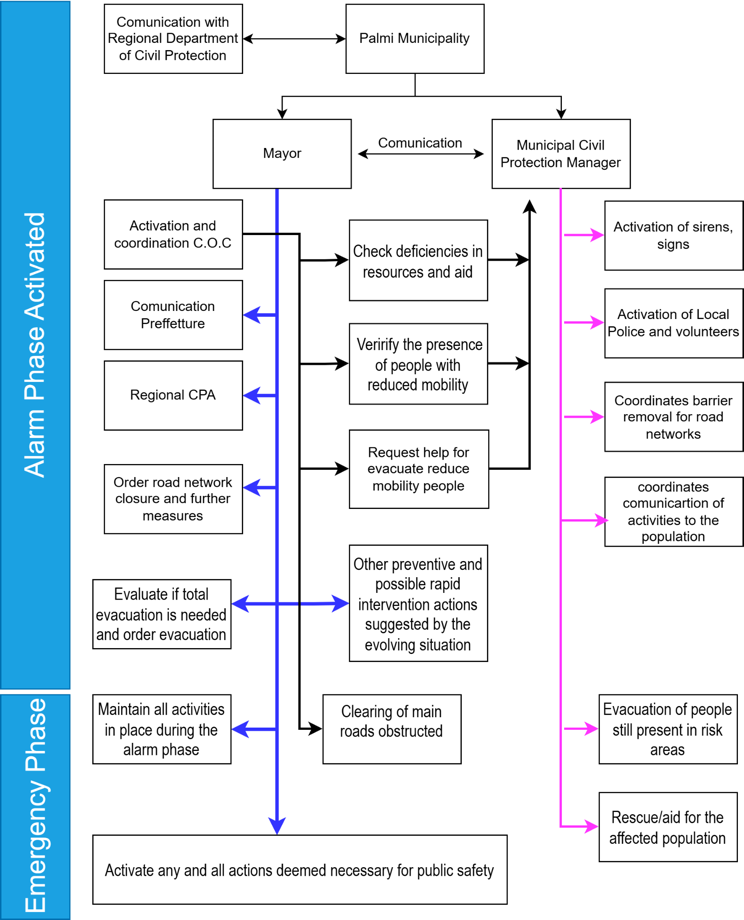 Comunication with
Regional Department
of Civil Protection
Palmi Municipality
Mayor
Comunication
Municipal Civil
Protection Manager
Alarm Phase Activated
Activation and
coordination C.O.C
Check deficiencies in
resources and aid
Activation of sirens,
signs
Comunication
Preffetture
Activation of Local
Police and volunteers
Verirify the presence
of people with
reduced mobility
Regional CPA
Coordinates barrier
removal for road
networks
Request help for
evacuate reduce
mobility people
Order road network
closure and further
measures
coordinates
comunicartion of
activities to the
population
Evaluate if total
evacuation is needed
and order evacuation
Other preventive and
possible rapid
intervention actions
suggested by the
evolving situation
Emergency Phase
Maintain all activities
in place during the
alarm phase
Clearing of main
roads obstructed
Evacuation of people
still present in risk
areas
Rescue/aid for the
affected population
Activate any and all actions deemed necessary for public safety